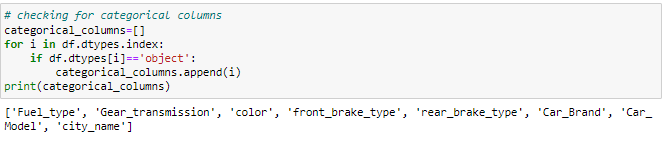 # checking for categorical columns
categorical_columns=[]
for i in df.dtypes.index:
    if df.dtypes[i]=='object':
        categorical_columns.append(i)
print(categorical_columns)
['Fuel_type', 'Gear_transmission', 'color', 'front_brake_type', 'rear_brake_type', 'Car_Brand', 'Car_
Model', 'city_name']